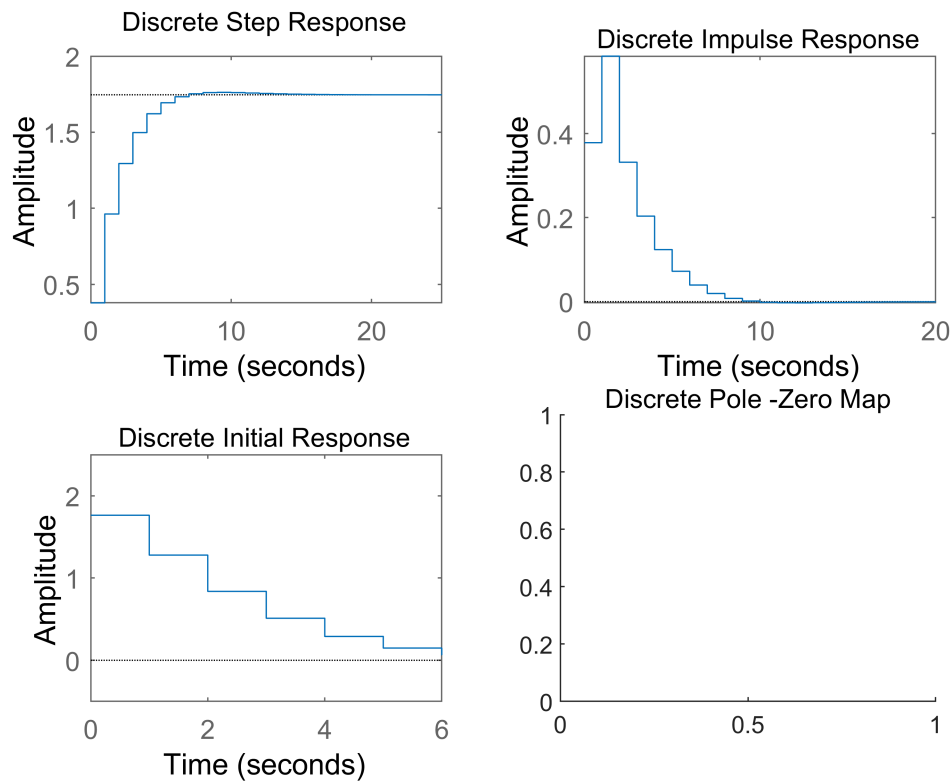 Discrete Step Response
2
1.5
1
0.5
0 10 20
Amplitude
Time (seconds)
Discrete Impulse Response
0.4
0.2
0
0 10 20
Amplitude
Time (seconds)
Discrete Initial Response
2
1
0
0 2 4 6
Amplitude
Time (seconds)
Discrete Pole -Zero Map
1
0.8
0.6
0.4
0.2
0
0 0.5 1